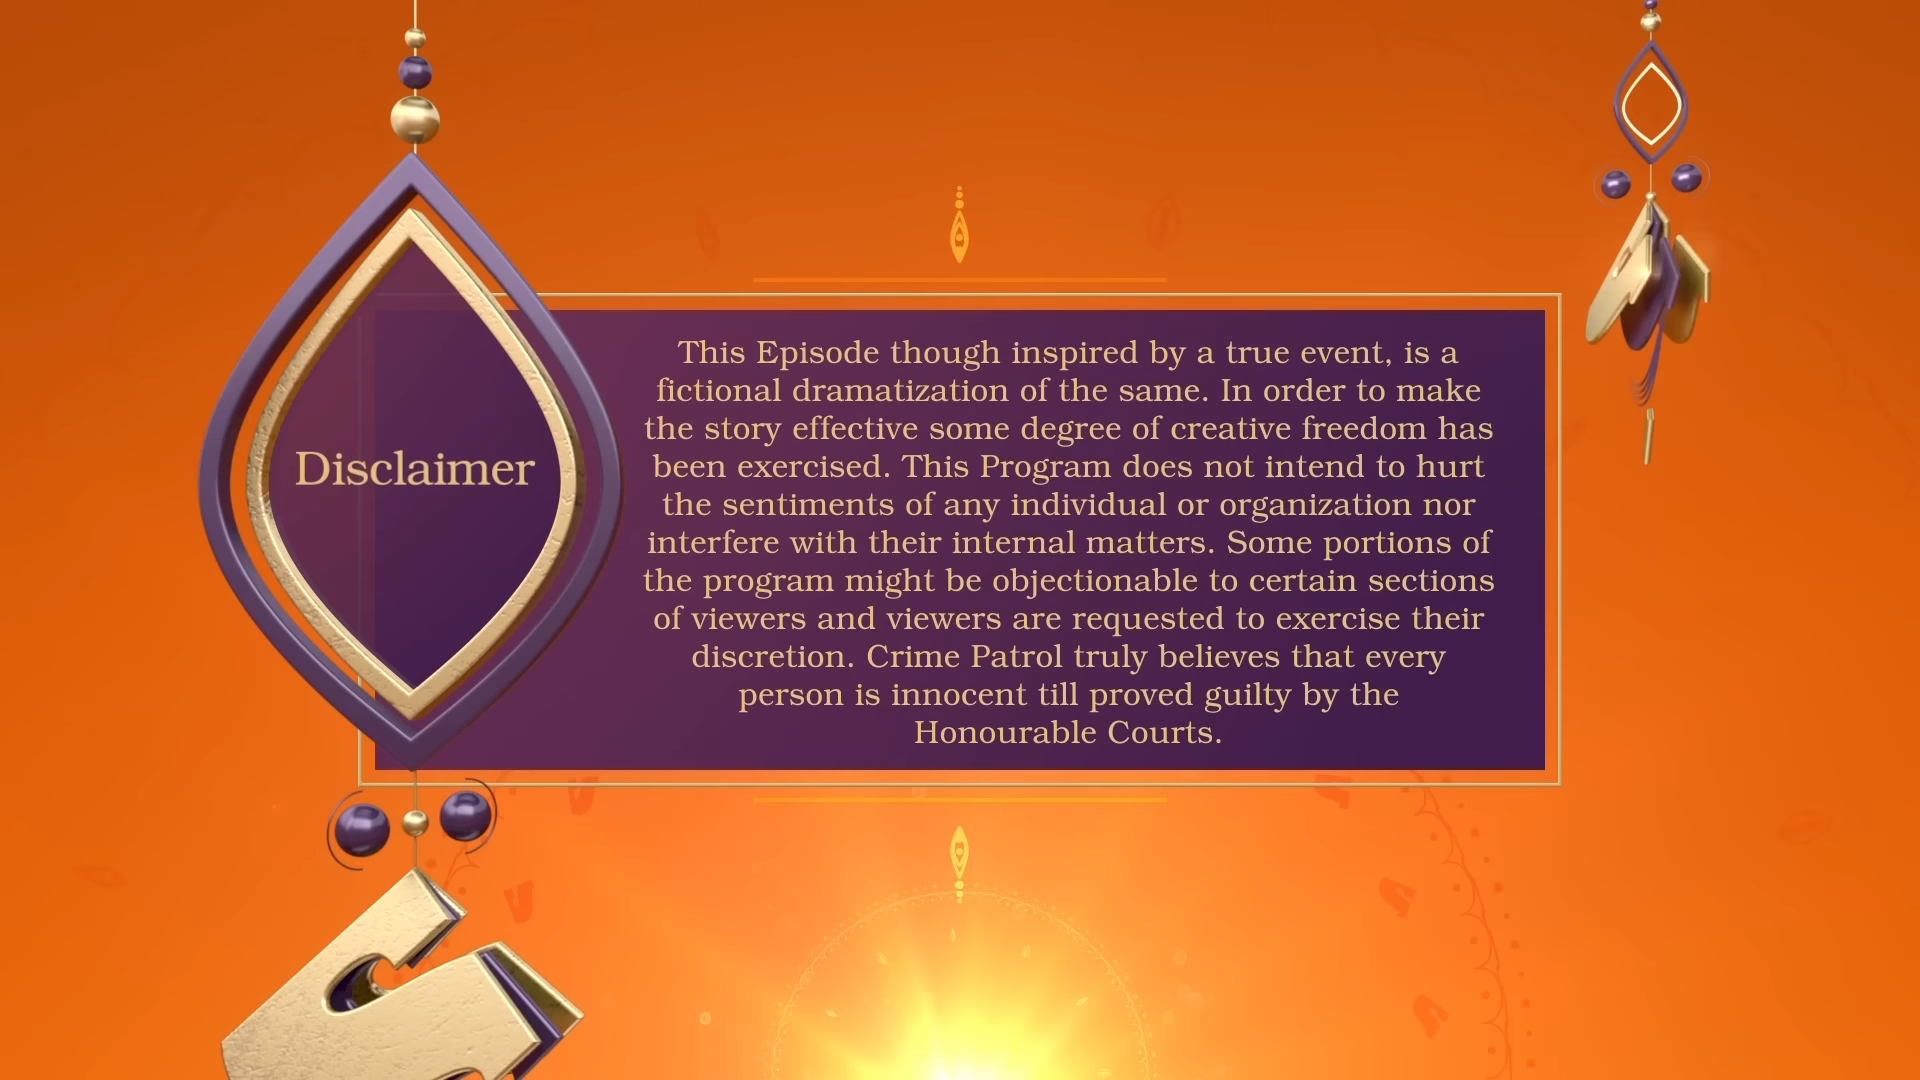 Disclaimer
This Episode though inspired by a true event, is a
fictional dramatization of the same. In order to make
the story effective some degree of creative freedom has
been exercised. This Program does not intend to hurt
the sentiments of any individual or organization nor
interfere with their internal matters. Some portions of
the program might be objectionable to certain sections
of viewers and viewers are requested to exercise their
discretion. Crime Patrol truly believes that every
person is innocent till proved guilty by the
Honourable Courts.